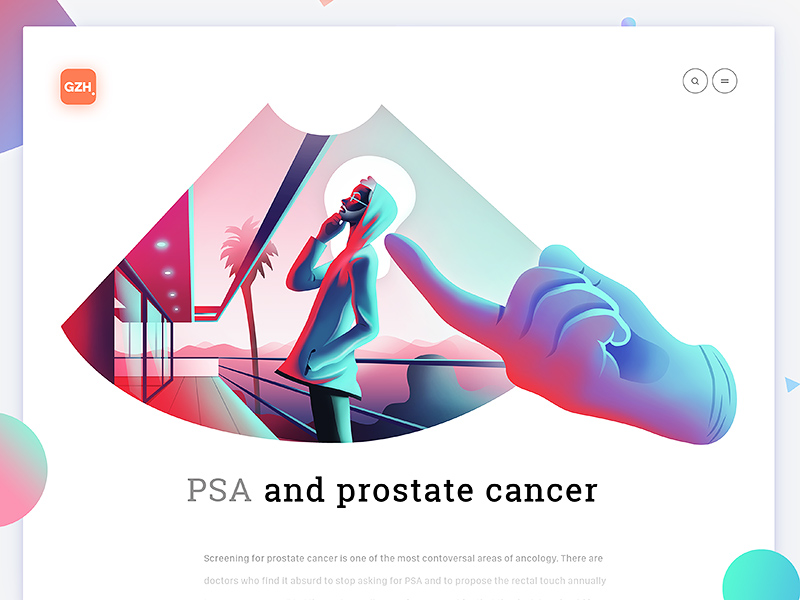 GZH.
PSA and prostate cancer
Screening for prostate cancer is one of the most contoversal areas of ancology. There are
doctors who find it absurd to stop asking for PSA and to propose the rectal touch annually